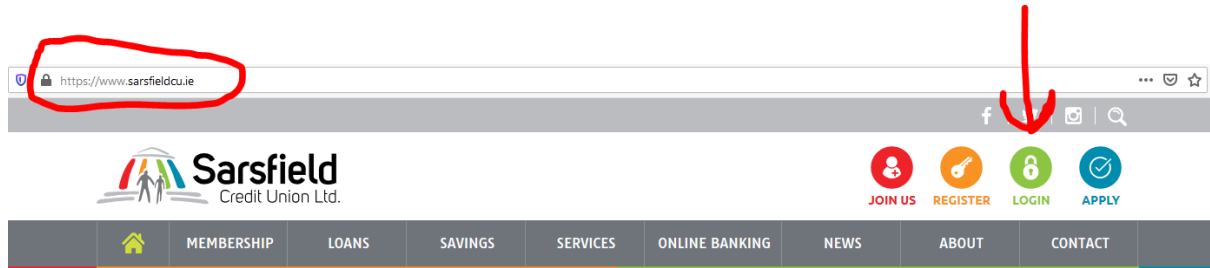 https://www.sarsfieldcu.ie
Sarsfield
Credit Union Ltd.
JOIN US REGISTER LOGIN APPLY
MEMBERSHIP LOANS SAVINGS SERVICES ONLINE BANKING NEWS ABOUT CONTACT